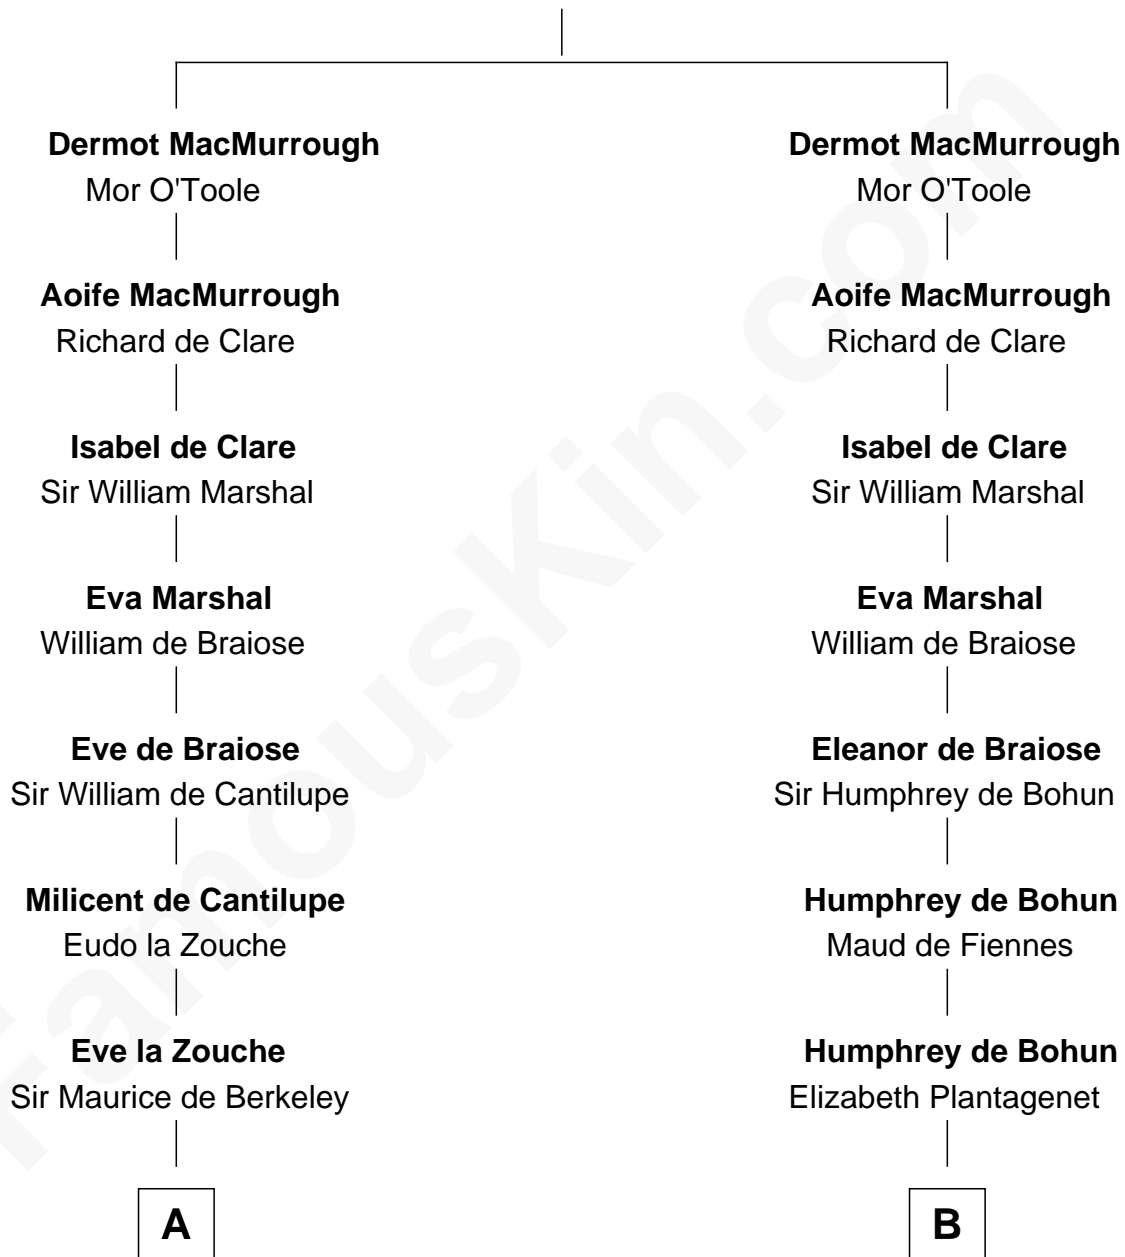 Dermot MacMurrough
Mor O'Toole
Aoife MacMurrough
Richard de Clare
Isabel de Clare
Sir William Marshal
Eva Marshal
William de Braiose
Eve de Braiose
Sir William de Cantilupe
Milicent de Cantilupe
Eudo la Zouche
Eve la Zouche
Sir Maurice de Berkeley
A
Dermot MacMurrough
Mor O'Toole
Aoife MacMurrough
Richard de Clare
Isabel de Clare
Sir William Marshal
Eva Marshal
William de Braiose
Eleanor de Braiose
Sir Humphrey de Bohun
Humphrey de Bohun
Maud de Fiennes
Humphrey de Bohun
Elizabeth Plantagenet
B
FamousKin.com